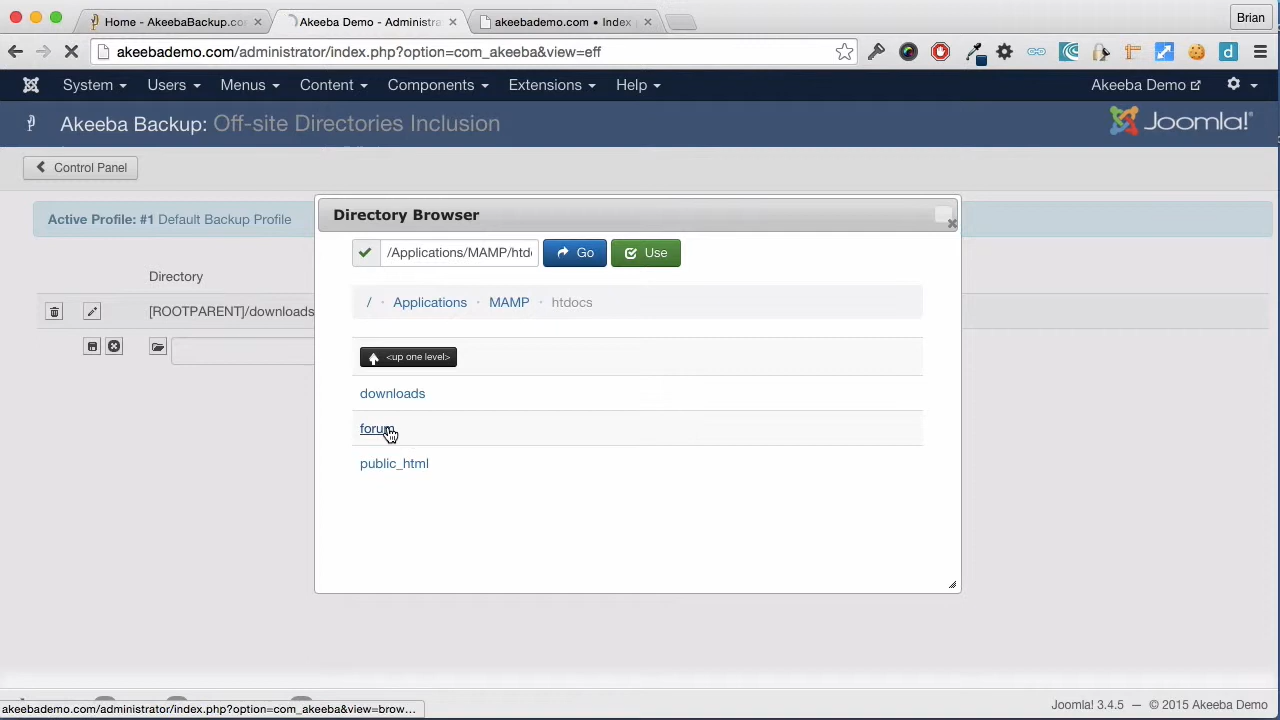 Home - AkeebaBackup.co
Akeeba Demo - Administra
akeebademo.com • Index
Brian
akeebademo.com/administrator/index.php?option=com_akeeba&view=eff
System
Users
Menus
Content
Components
Extensions
Help
Akeeba Demo
Akeeba Backup: Off-site Directories Inclusion
Joomla!
Control Panel
Active Profile: #1 Default Backup Profile
Directory Browser
/Applications/MAMP/htd
Go
Use
Directory
/
Applications
MAMP
htdocs
[ROOTPARENT]/downloads
<up one level>
downloads
forum
public_html
akeebademo.com/administrator/index.php?option=com_akeeba&view=brow…
Joomla! 3.4.5 — © 2015 Akeeba Demo